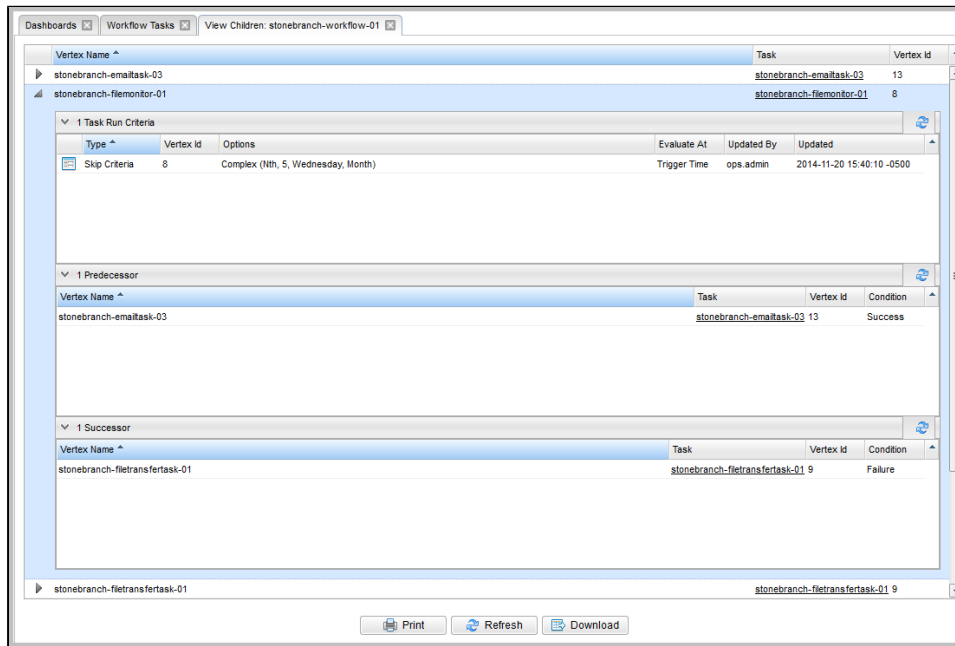 Dashboards Workflow Tasks View Children: stonebranch-workflow-01
Vertex Name Task Vertex Id
stonebranch-emailtask-03 stonebranch-emailtask-03 13
stonebranch-filemonitor-01 stonebranch-filemonitor-01 8
1 Task Run Criteria
Type Vertex Id Options Evaluate At Updated By Updated
Skip Criteria 8 Complex (Nth, 5, Wednesday, Month) Trigger Time ops.admin 2014-11-20 15:40:10 -0500
1 Predecessor
Vertex Name Task Vertex Id Condition
stonebranch-emailtask-03 stonebranch-emailtask-03 13 Success
1 Successor
Vertex Name Task Vertex Id Condition
stonebranch-filetransfertask-01 stonebranch-filetransfertask-01 9 Failure
stonebranch-filetransfertask-01 stonebranch-filetransfertask-01 9
Print Refresh Download